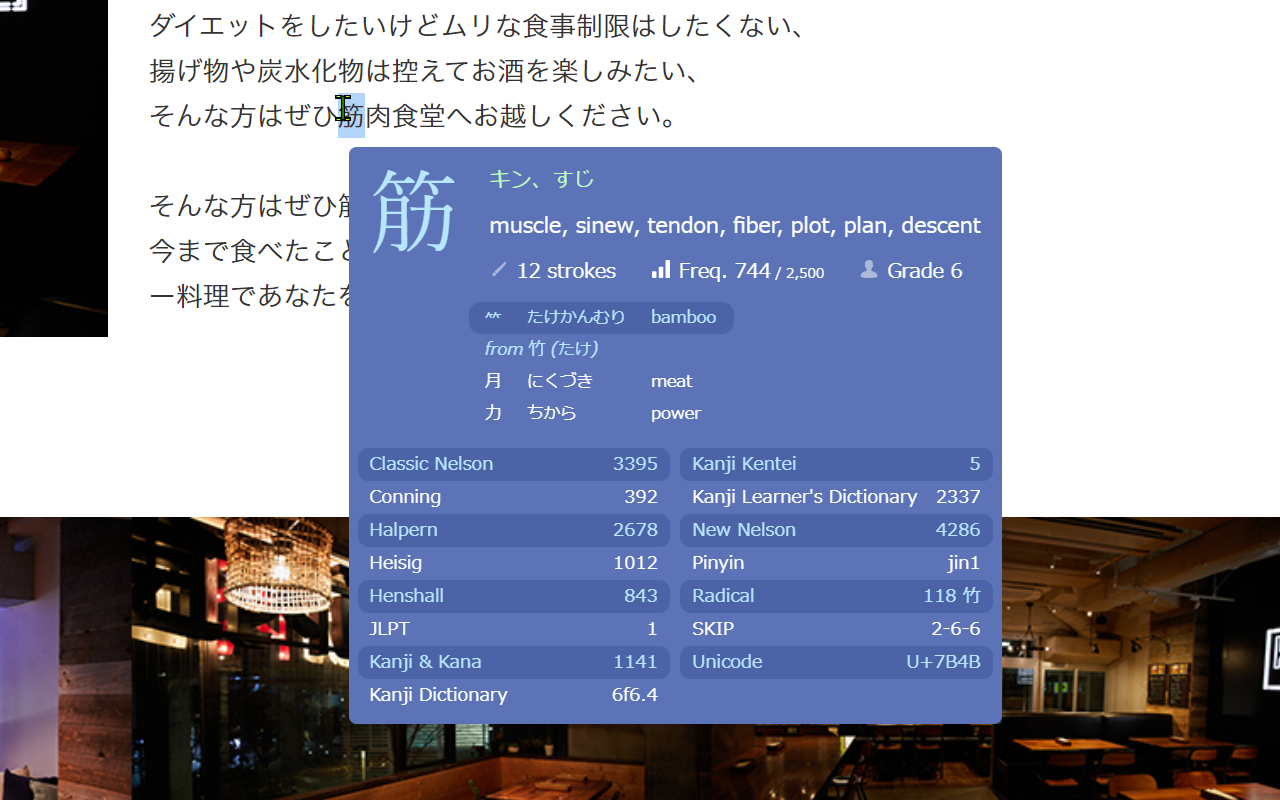 ダイエットをしたいけどムリな食事制限はしたくない、
揚げ物や炭水化物は控えてお酒を楽しみたい、
そんな方はぜひ筋肉食堂へお越しください。
そんな方はぜひ筋
今まで食べたこと
ー料理であなたを
筋
キン、すじ
muscle, sinew, tendon, fiber, plot, plan, descent
12 strokes Freq. 744 / 2,500 Grade 6
⺮ たけかんむり bamboo
from 竹 (たけ)
月 にくづき meat
力 ちから power
Classic Nelson 3395 Kanji Kentei 5
Conning 392 Kanji Learner's Dictionary 2337
Halpern 2678 New Nelson 4286
Heisig 1012 Pinyin jin1
Henshall 843 Radical 118 竹
JLPT 1 SKIP 2-6-6
Kanji & Kana 1141 Unicode U+7B4B
Kanji Dictionary 6f6.4